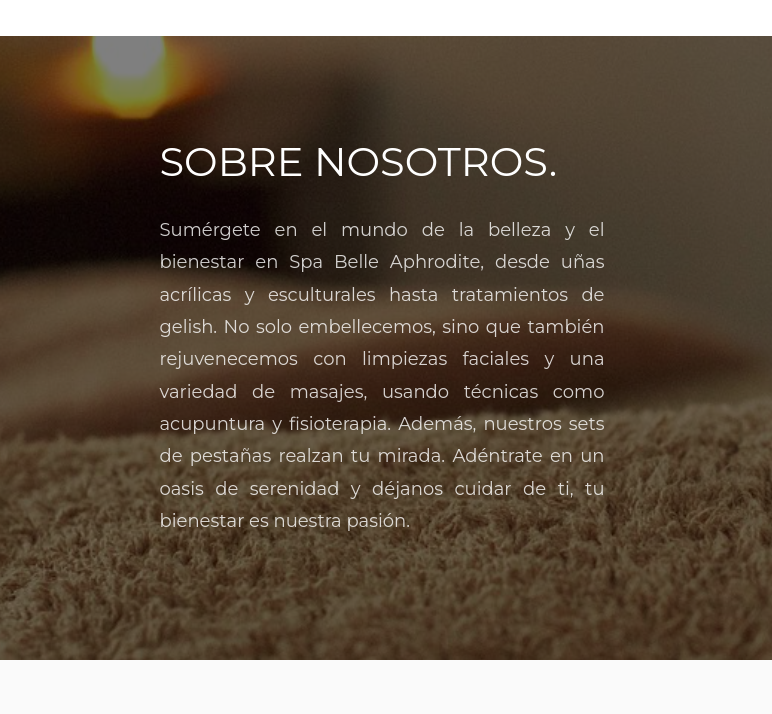 SOBRE NOSOTROS.
Sumérgete en el mundo de la belleza y el
bienestar en Spa Belle Aphrodite, desde uñas
acrílicas y esculturales hasta tratamientos de
gelish. No solo embellecemos, sino que también
rejuvenecemos con limpiezas faciales y una
variedad de masajes, usando técnicas como
acupuntura y fisioterapia. Además, nuestros sets
de pestañas realzan tu mirada. Adéntrate en un
oasis de serenidad y déjanos cuidar de ti, tu
bienestar es nuestra pasión.